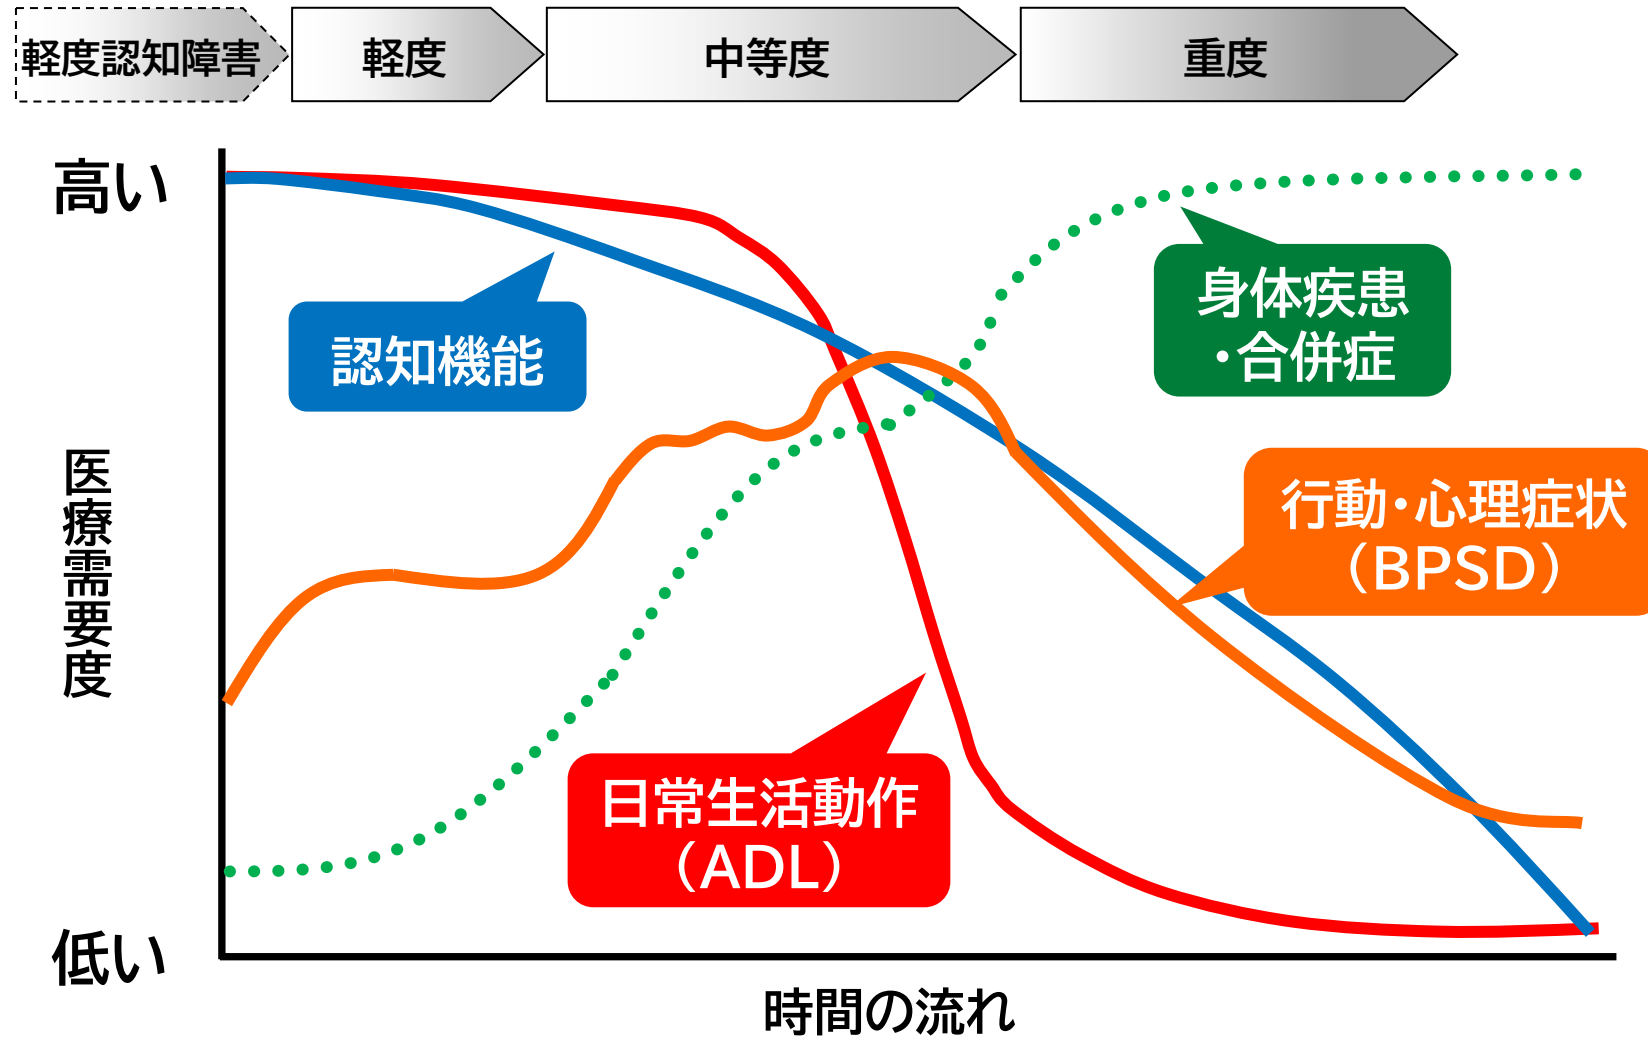 軽度認知障害
軽度
中等度
重度
高い
認知機能
身体疾患
・合併症
医療需要度
行動・心理症状
（BPSD）
日常生活動作
（ADL）
低い
時間の流れ